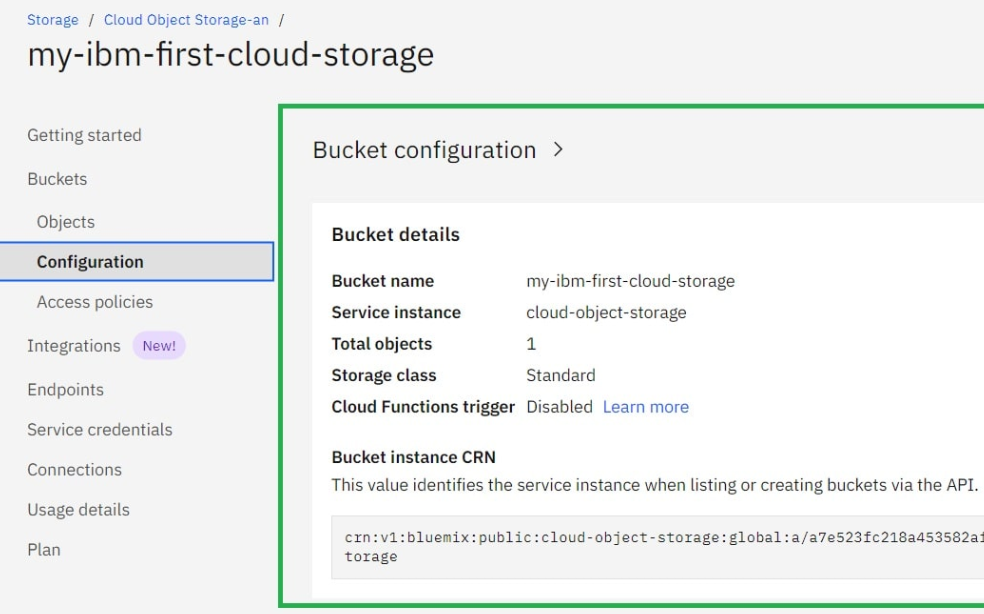 Storage / Cloud Object Storage-an /
my-ibm-first-cloud-storage
Getting started
Buckets
Objects
Configuration
Access policies
Integrations New!
Endpoints
Service credentials
Connections
Usage details
Plan
Bucket configuration >
Bucket details
Bucket name my-ibm-first-cloud-storage
Service instance cloud-object-storage
Total objects 1
Storage class Standard
Cloud Functions trigger Disabled Learn more
Bucket instance CRN
This value identifies the service instance when listing or creating buckets via the API.
crn:v1:bluemix:public:cloud-object-storage:global:a/a7e523fc218a453582af
torage